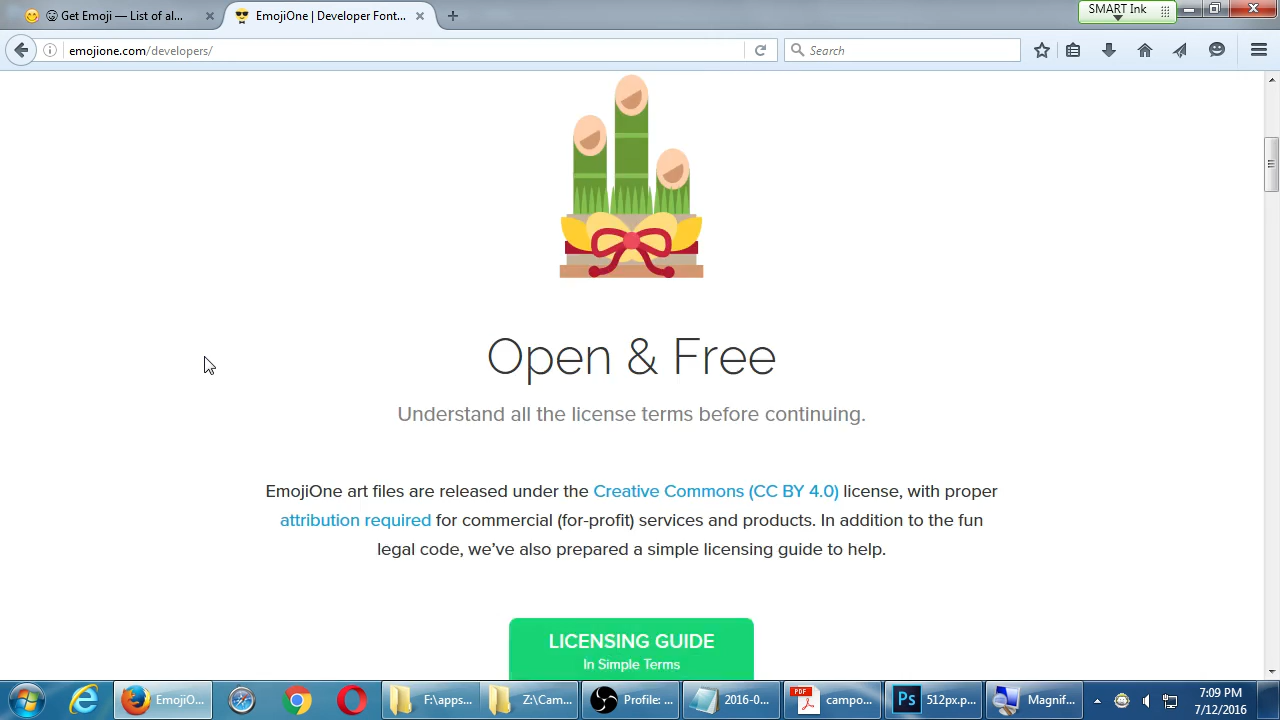 😀 Get Emoji — List of al...
EmojiOne | Developer Font...
SMART Ink
emojione.com/developers/
Search
Open & Free
Understand all the license terms before continuing.
EmojiOne art files are released under the Creative Commons (CC BY 4.0) license, with proper
attribution required for commercial (for-profit) services and products. In addition to the fun
legal code, we’ve also prepared a simple licensing guide to help.
LICENSING GUIDE
In Simple Terms
EmojiO...
F:\apps...
Z:\Cam...
Profile: ...
2016-0...
PDF
campo...
Ps
512px.p...
Magnif...
7:09 PM
7/12/2016